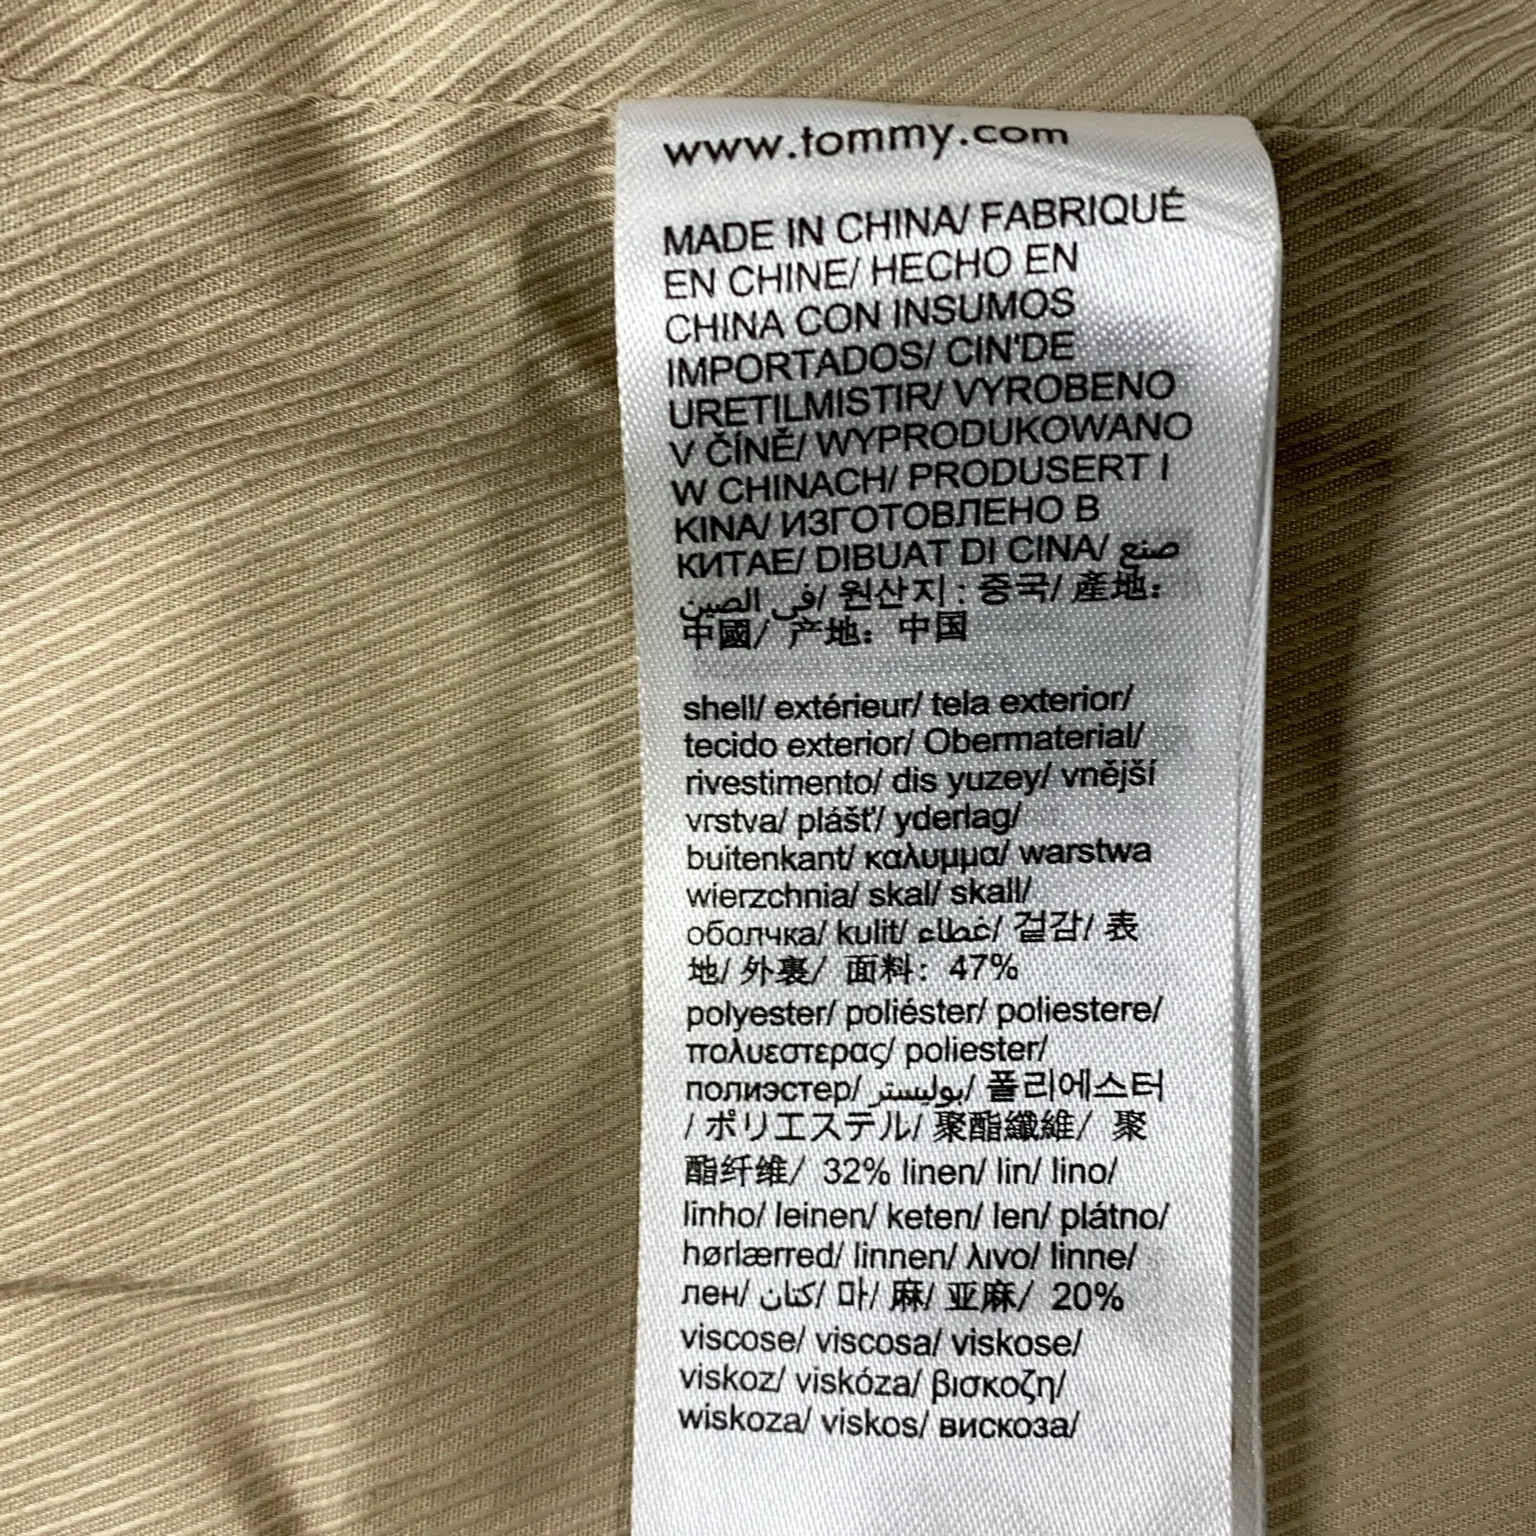 www.tommy.com
MADE IN CHINA/ FABRIQUÉ
EN CHINE/ HECHO EN
CHINA CON INSUMOS
IMPORTADOS/ CIN'DE
URETILMISTIR/ VYROBENO
V ČÍNĚ/ WYPRODUKOWANO
W CHINACH/ PRODUSERT I
KINA/ ИЗГОТОВЛЕНО В
КИТАЕ/ DIBUAT DI CINA/ صنع
في الصين/ 원산지 : 중국/ 產地：
中國/ 产地：中国
shell/ extérieur/ tela exterior/
tecido exterior/ Obermaterial/
rivestimento/ dis yuzey/ vnější
vrstva/ plášť/ yderlag/
buitenkant/ καλυμμα/ warstwa
wierzchnia/ skal/ skall/
оболчка/ kulit/ غطاء/ 겉감/ 表
地/ 外裏/ 面料：47%
polyester/ poliéster/ poliestere/
πολυεστερας/ poliester/
полиэстер/ بوليستر/ 폴리에스터
/ ポリエステル/ 聚酯纖維/ 聚
酯纤维/ 32% linen/ lin/ lino/
linho/ leinen/ keten/ len/ plátno/
hørlærred/ linnen/ λινο/ linne/
лен/ كتان/ 마/ 麻/ 亚麻/ 20%
viscose/ viscosa/ viskose/
viskoz/ viskóza/ βισκοζη/
wiskoza/ viskos/ вискоза/